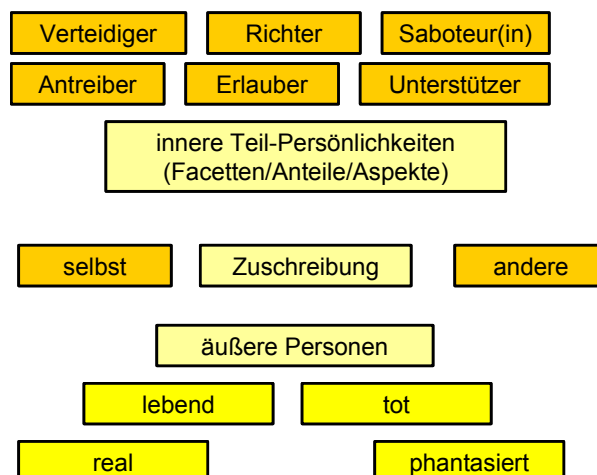 Verteidiger Richter Saboteur(in)
Antreiber Erlauber Unterstützer
innere Teil-Persönlichkeiten
(Facetten/Anteile/Aspekte)
selbst Zuschreibung andere
äußere Personen
lebend tot
real phantasiert